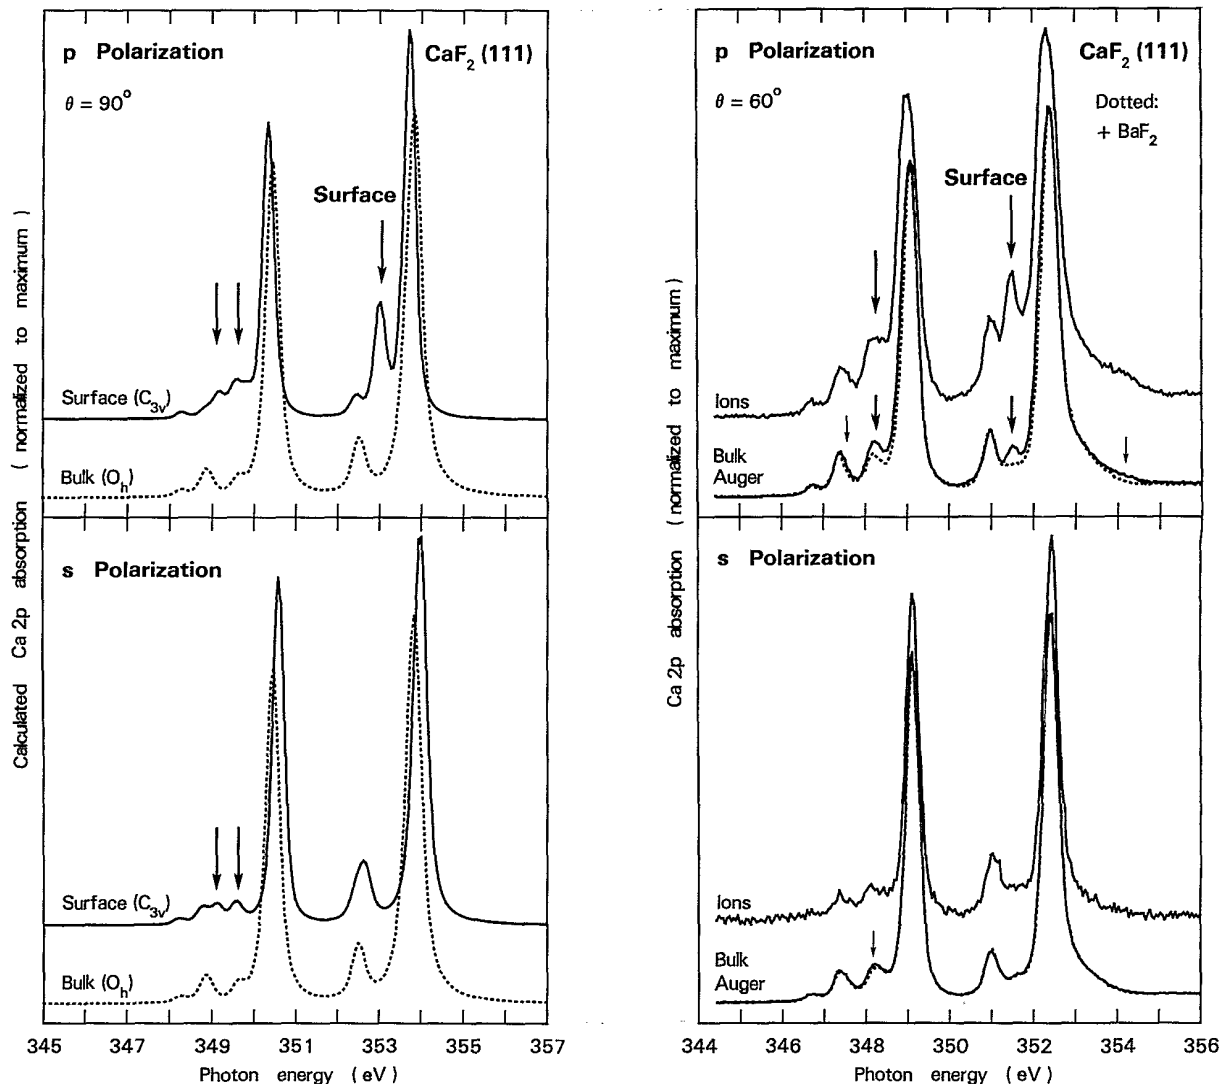 p Polarization
CaF2 (111)
θ = 90°
Surface
Surface (C3v)
Bulk (Oh)
s Polarization
Surface (C3v)
Bulk (Oh)
345 347 349 351 353 355 357
Photon energy (eV)
Calculated Ca 2p absorption (normalized to maximum)
p Polarization
CaF2 (111)
θ = 60°
Dotted:
+ BaF2
Surface
Ions
Bulk
Auger
s Polarization
Ions
Bulk
Auger
344 346 348 350 352 354 356
Photon energy (eV)
Ca 2p absorption (normalized to maximum)